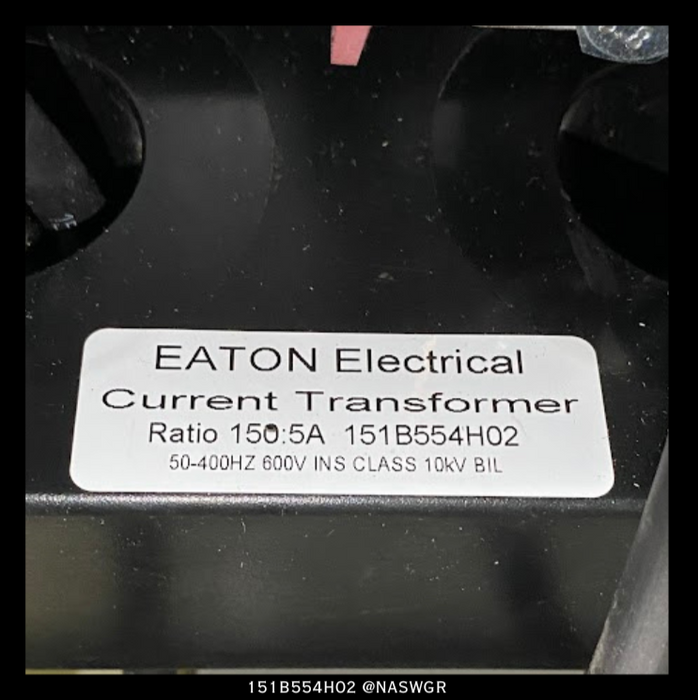 EATON Electrical
Current Transformer
Ratio 150:5A 151B554H02
50-400HZ 600V INS CLASS 10kV BIL
151B554H02 @NASWGR